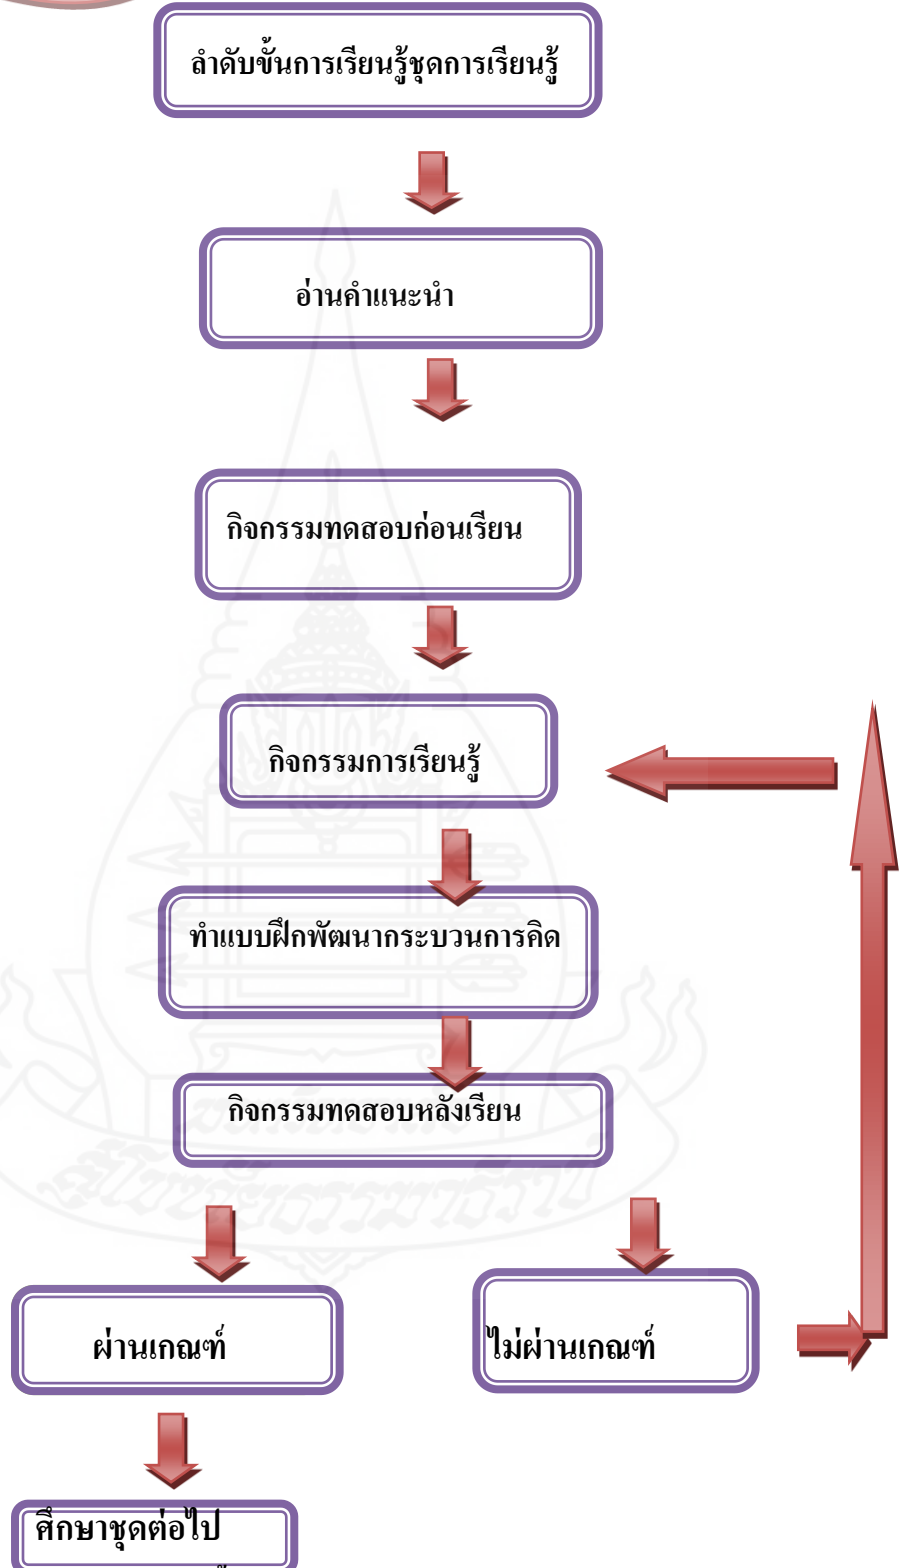 ลำดับขั้นการเรียนรู้ชุดการเรียนรู้
อ่านคำแนะนำ
กิจกรรมทดสอบก่อนเรียน
กิจกรรมการเรียนรู้
ทำแบบฝึกพัฒนากระบวนการคิด
กิจกรรมทดสอบหลังเรียน
ผ่านเกณฑ์
ไม่ผ่านเกณฑ์
ศึกษาชุดต่อไป